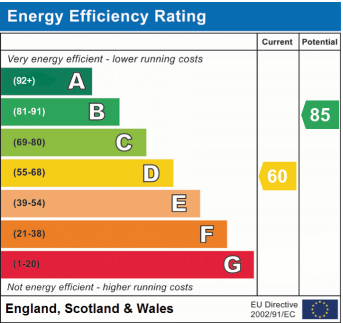 Energy Efficiency Rating
Current Potential
Very energy efficient - lower running costs
(92+) A
(81-91) B
85
(69-80) C
(55-68) D
60
(39-54) E
(21-38) F
(1-20) G
Not energy efficient - higher running costs
England, Scotland & Wales
EU Directive
2002/91/EC